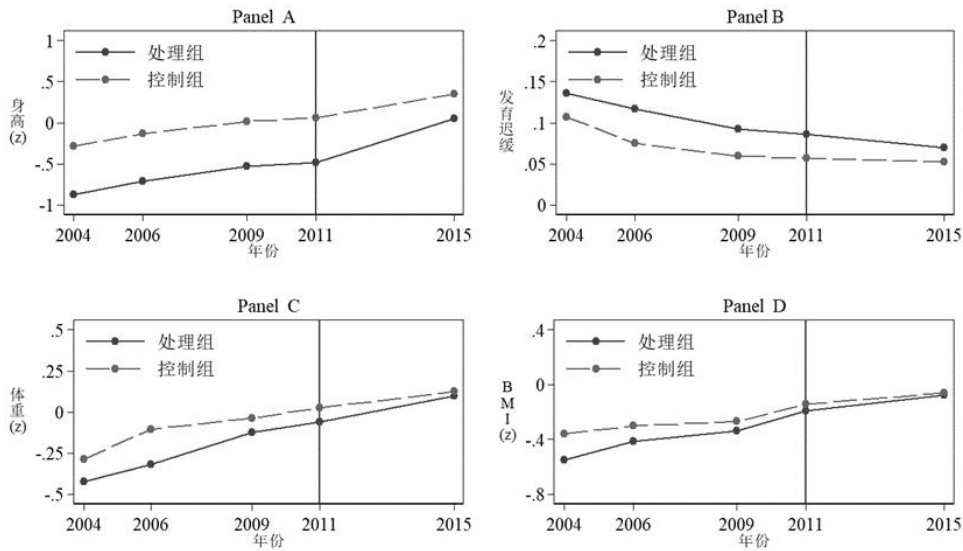 Panel A
1
.5
0
-.5
-1
身高
(z)
处理组
控制组
2004 2006 2009 2011 2015
年份
Panel B
.2
.15
.1
.05
0
发育迟缓
处理组
控制组
2004 2006 2009 2011 2015
年份
Panel C
.5
.25
0
-.25
-.5
体重
(z)
处理组
控制组
2004 2006 2009 2011 2015
年份
Panel D
.4
0
-.4
-.8
BMI
(z)
处理组
控制组
2004 2006 2009 2011 2015
年份